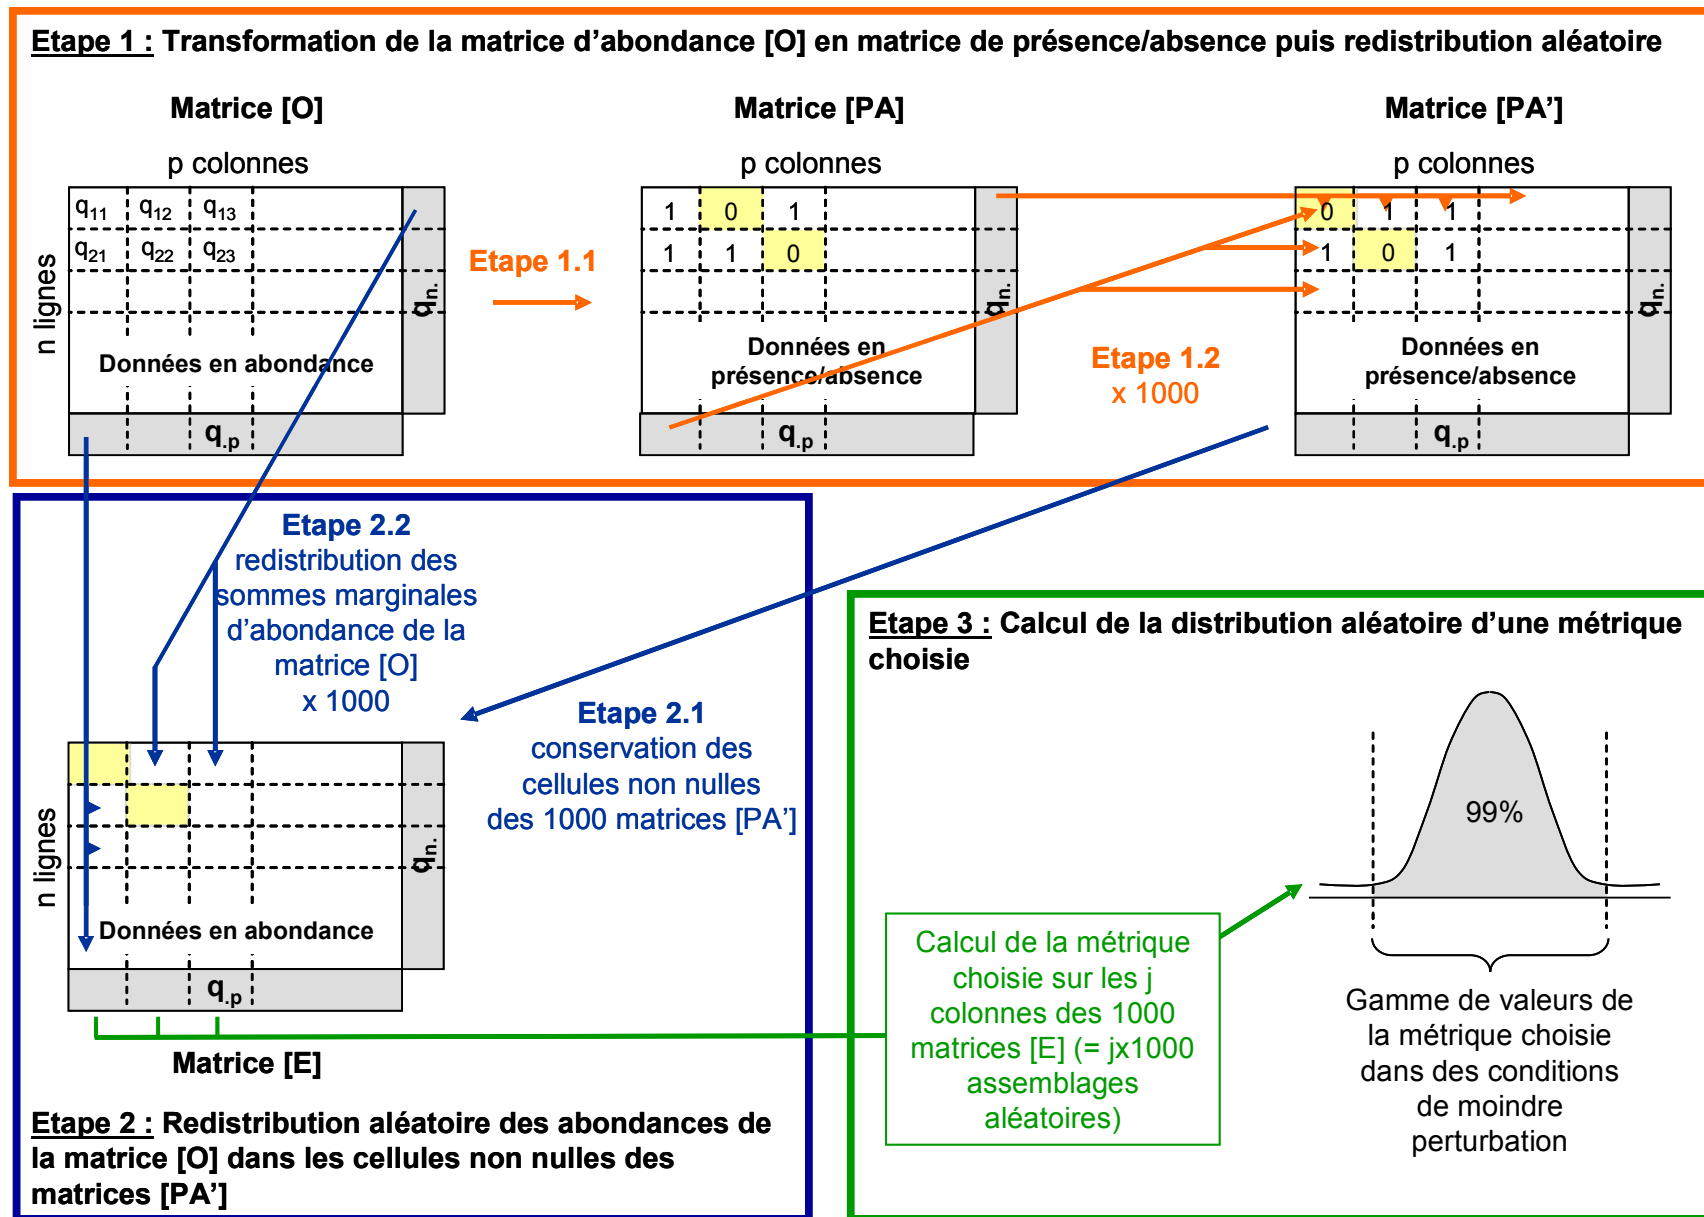 Etape 1 : Transformation de la matrice d’abondance [O] en matrice de présence/absence puis redistribution aléatoire
Matrice [O]
p colonnes
q11 q12 q13
q21 q22 q23
n lignes
qn.
Données en abondance
q.p
Etape 1.1
Matrice [PA]
p colonnes
1 0 1
1 1 0
qn.
Données en
présence/absence
q.p
Etape 1.2
x 1000
Matrice [PA’]
p colonnes
0 1 1
1 0 1
qn.
Données en
présence/absence
q.p
Etape 2.2
redistribution des
sommes marginales
d’abondance de la
matrice [O]
x 1000
Etape 2.1
conservation des
cellules non nulles
des 1000 matrices [PA’]
n lignes
qn.
Données en abondance
q.p
Matrice [E]
Etape 2 : Redistribution aléatoire des abondances de
la matrice [O] dans les cellules non nulles des
matrices [PA’]
Etape 3 : Calcul de la distribution aléatoire d’une métrique
choisie
99%
Calcul de la métrique
choisie sur les j
colonnes des 1000
matrices [E] (= jx1000
assemblages
aléatoires)
Gamme de valeurs de
la métrique choisie
dans des conditions
de moindre
perturbation